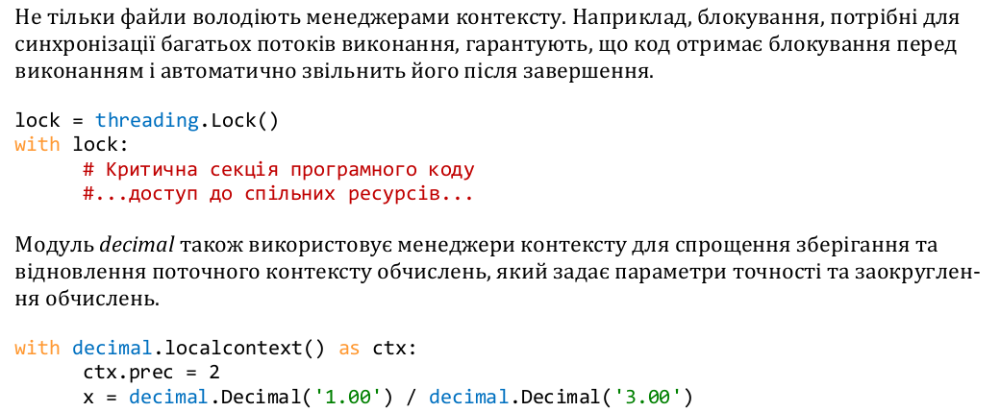 Не тільки файли володіють менеджерами контексту. Наприклад, блокування, потрібні для
синхронізації багатьох потоків виконання, гарантують, що код отримає блокування перед
виконанням і автоматично звільнить його після завершення.
lock = threading.Lock()
with lock:
      # Критична секція програмного коду
      #...доступ до спільних ресурсів...
Модуль decimal також використовує менеджери контексту для спрощення зберігання та
відновлення поточного контексту обчислень, який задає параметри точності та заокруглен-
ня обчислень.
with decimal.localcontext() as ctx:
      ctx.prec = 2
      x = decimal.Decimal('1.00') / decimal.Decimal('3.00')